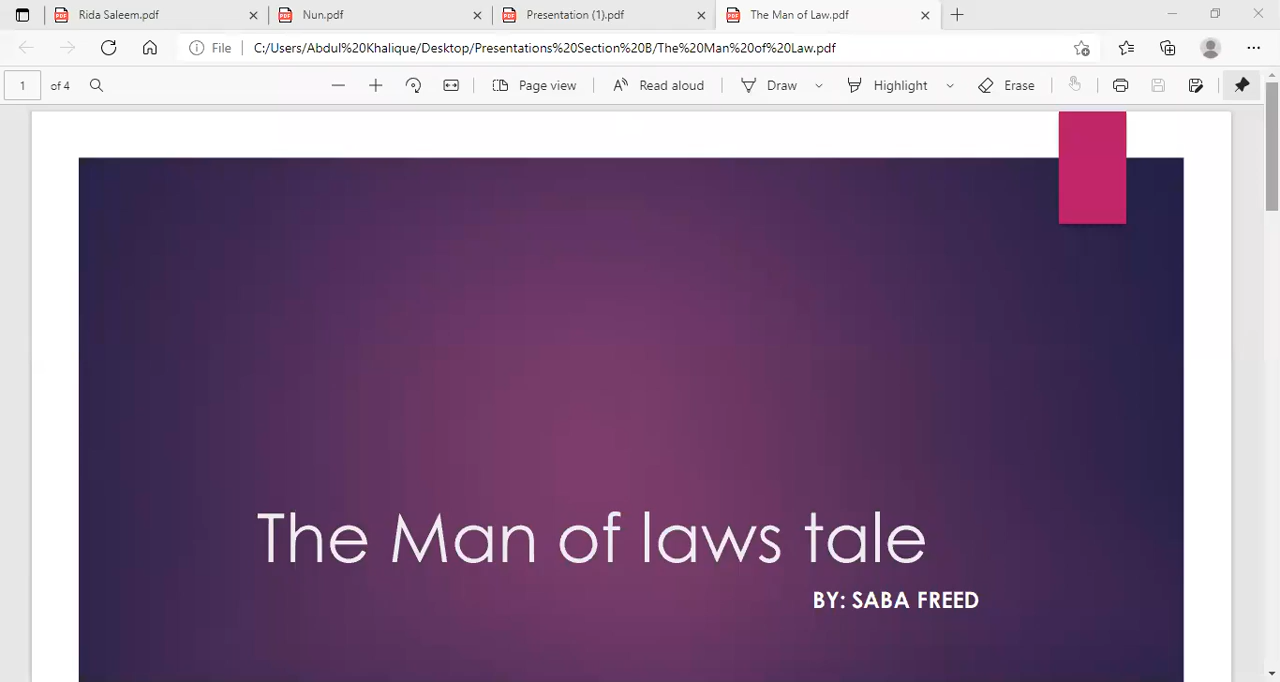 Rida Saleem.pdf
Nun.pdf
Presentation (1).pdf
The Man of Law.pdf
File
C:/Users/Abdul%20Khalique/Desktop/Presentations%20Section%20B/The%20Man%20of%20Law.pdf
1 of 4
Page view
Read aloud
Draw
Highlight
Erase
The Man of laws tale
BY: SABA FREED